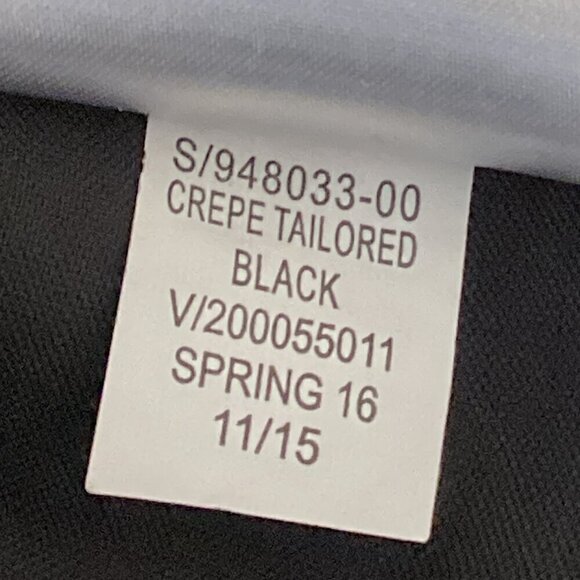 S/948033-00
CREPE TAILORED
BLACK
V/200055011
SPRING 16
11/15